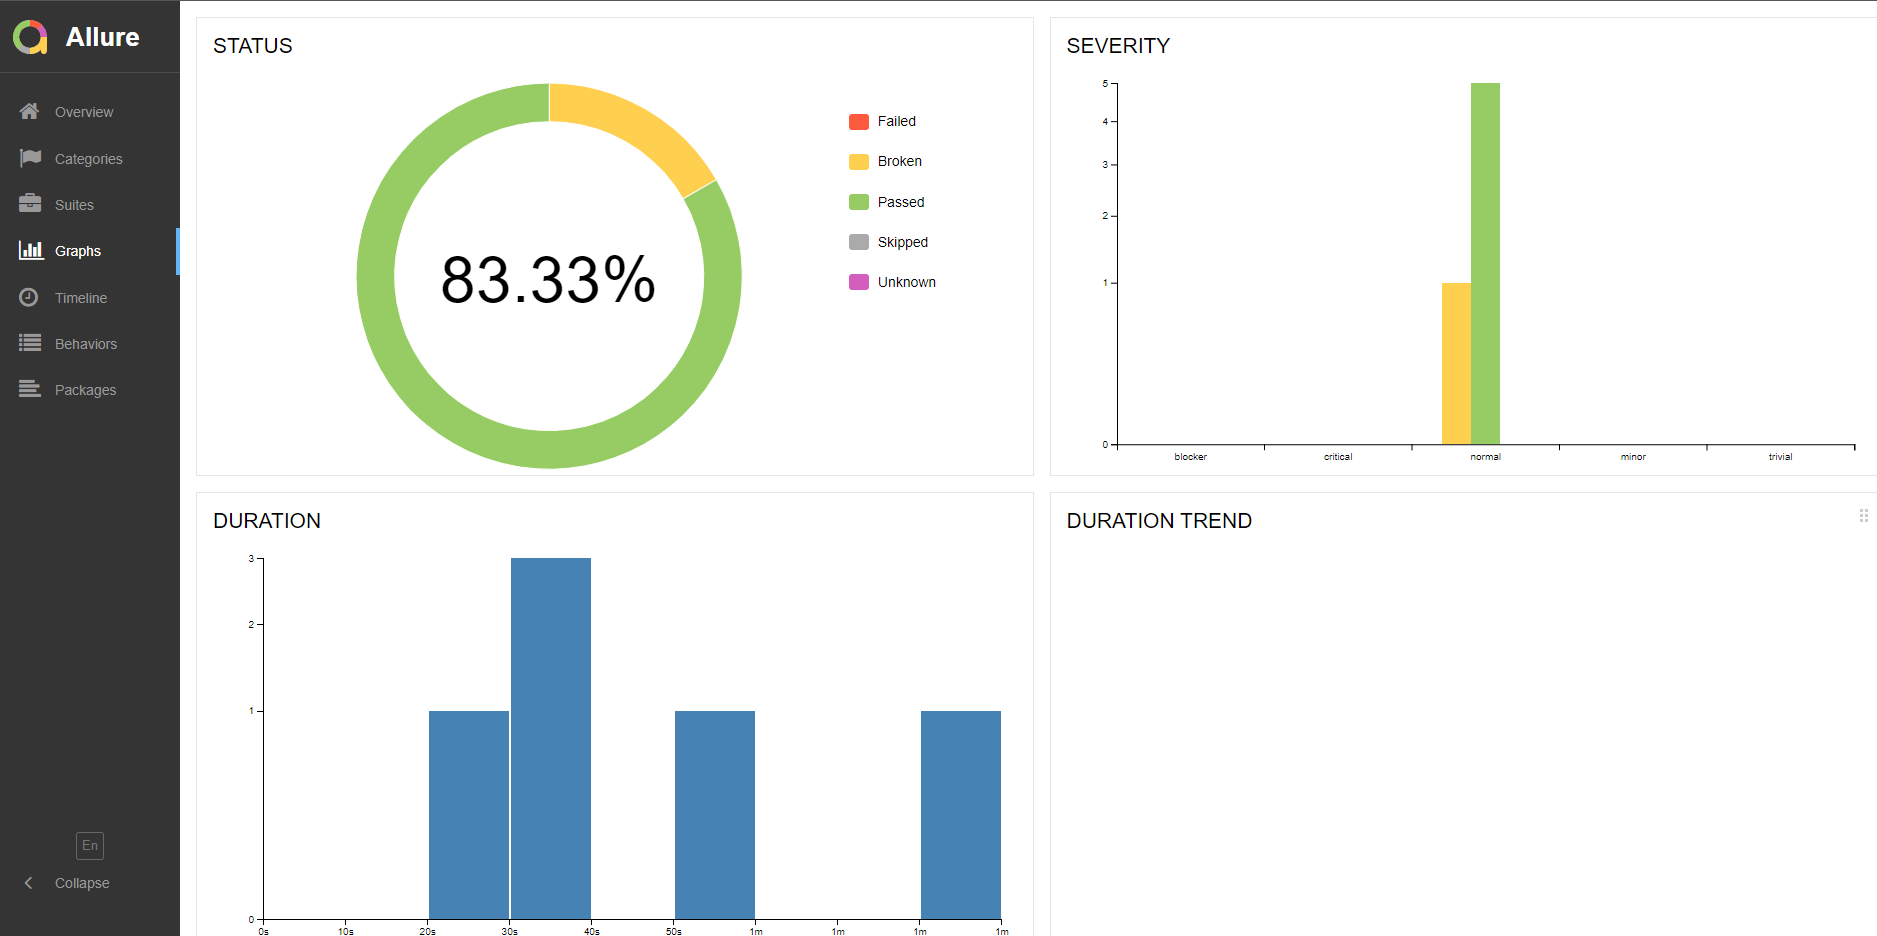 Allure
Overview
Categories
Suites
Graphs
Timeline
Behaviors
Packages
En
Collapse
STATUS
83.33%
Failed
Broken
Passed
Skipped
Unknown
SEVERITY
5
4
3
2
1
0
blocker critical normal minor trivial
DURATION
3
2
1
0
0s 10s 20s 30s 40s 50s 1m 1m 1m 1m
DURATION TREND